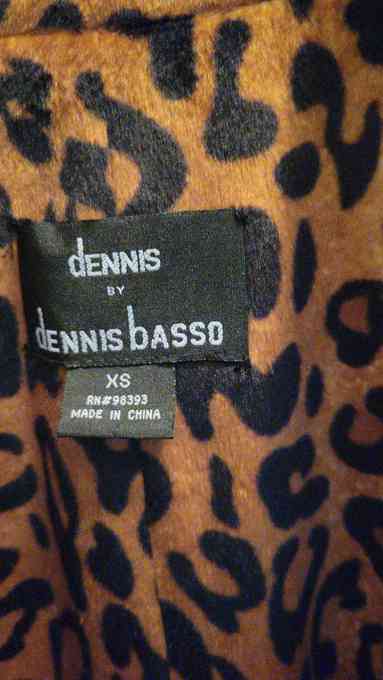 dENNIS
BY
dENNIS bASSO
XS
RN#98393
MADE IN CHINA